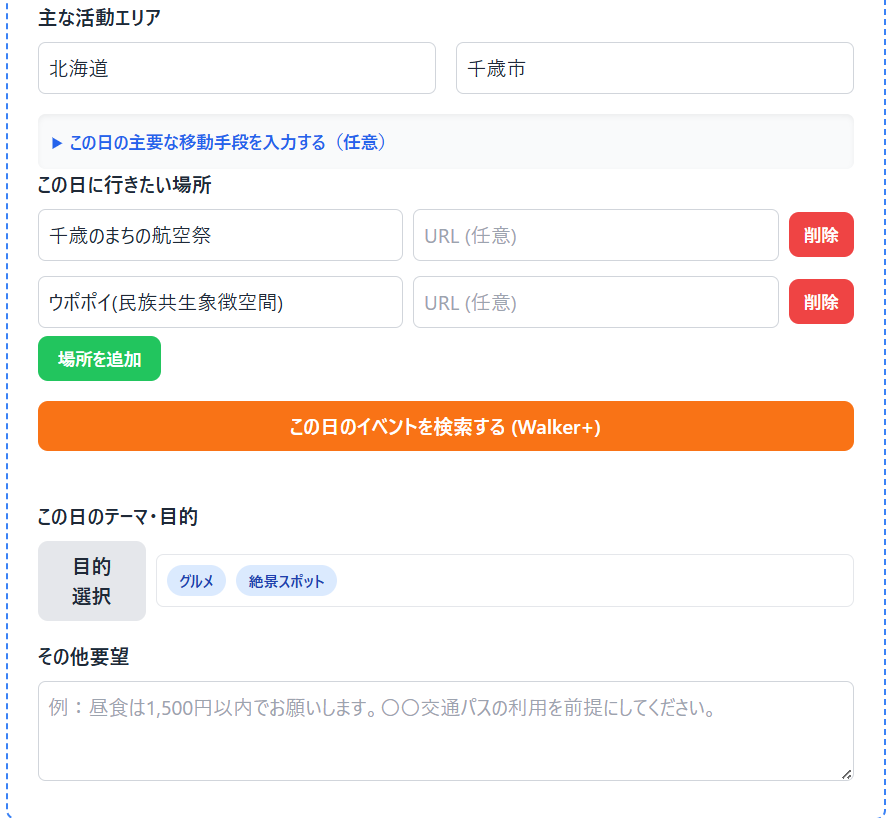 主な活動エリア
北海道 千歳市
▶ この日の主要な移動手段を入力する（任意）
この日に行きたい場所
千歳のまちの航空祭 URL (任意) 削除
ウポポイ(民族共生象徴空間) URL (任意) 削除
場所を追加
この日のイベントを検索する (Walker+)
この日のテーマ・目的
目的
選択
グルメ 絶景スポット
その他要望
例：昼食は1,500円以内でお願いします。〇〇交通パスの利用を前提にしてください。